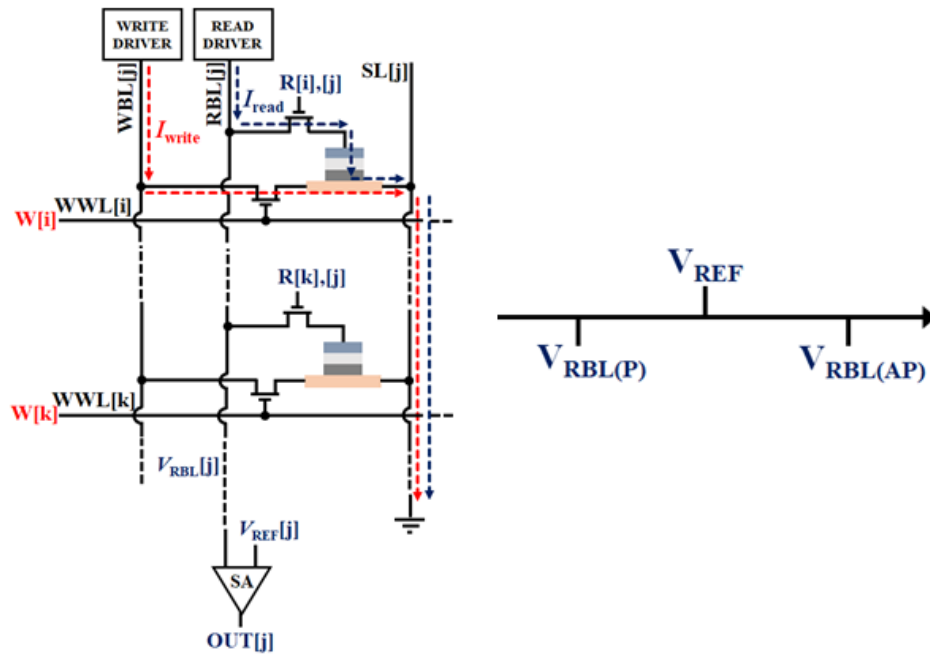 WRITE
DRIVER
READ
DRIVER
WBL[j]
RBL[j]
SL[j]
R[i],[j]
Iread
Iwrite
WWL[i]
W[i]
R[k],[j]
WWL[k]
W[k]
VRBL[j]
VREF[j]
SA
OUT[j]
VREF
VRBL(P)
VRBL(AP)